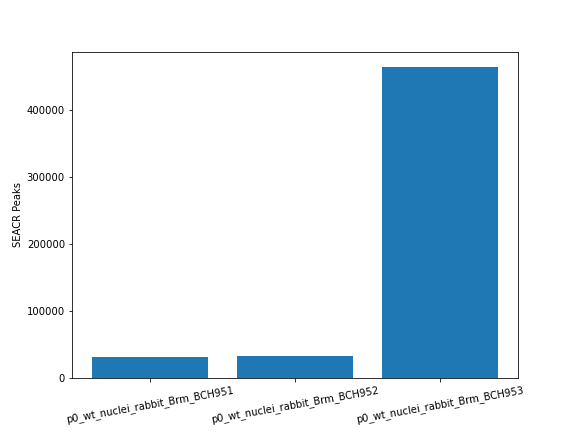 SEACR Peaks
400000
300000
200000
100000
0
p0_wt_nuclei_rabbit_Brm_BCH951
p0_wt_nuclei_rabbit_Brm_BCH952
p0_wt_nuclei_rabbit_Brm_BCH953